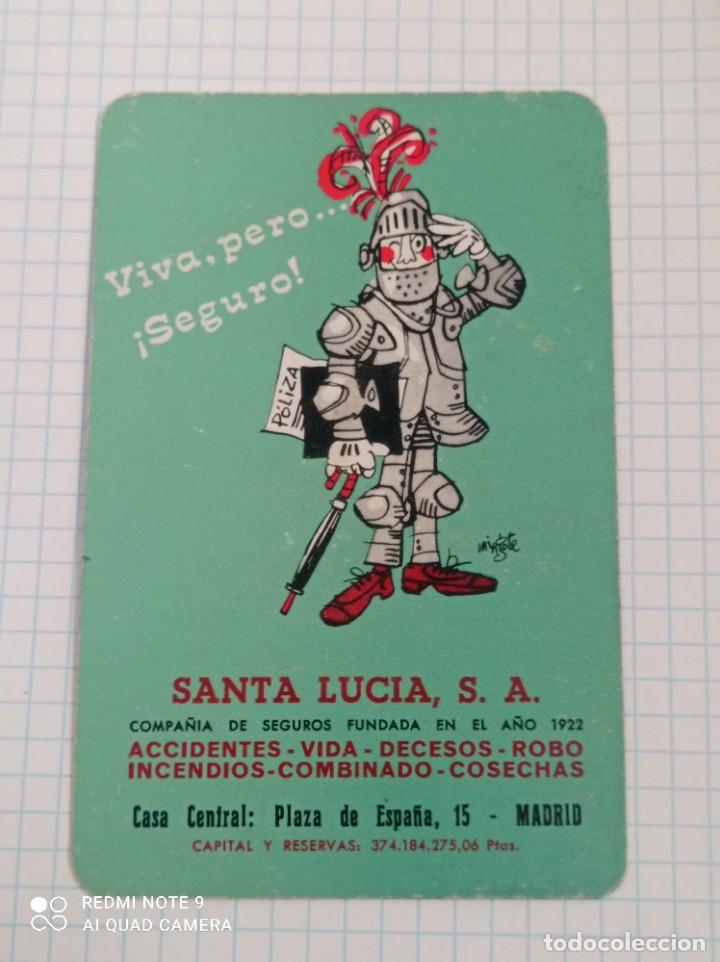 Viva, pero...
¡Seguro!
PÓLIZA
mingote
SANTA LUCIA, S. A.
COMPAÑIA DE SEGUROS FUNDADA EN EL AÑO 1922
ACCIDENTES - VIDA - DECESOS - ROBO
INCENDIOS - COMBINADO - COSECHAS
Casa Central: Plaza de España, 15 - MADRID
CAPITAL Y RESERVAS: 374.184.275,06 Ptas.
REDMI NOTE 9
AI QUAD CAMERA
todocoleccion